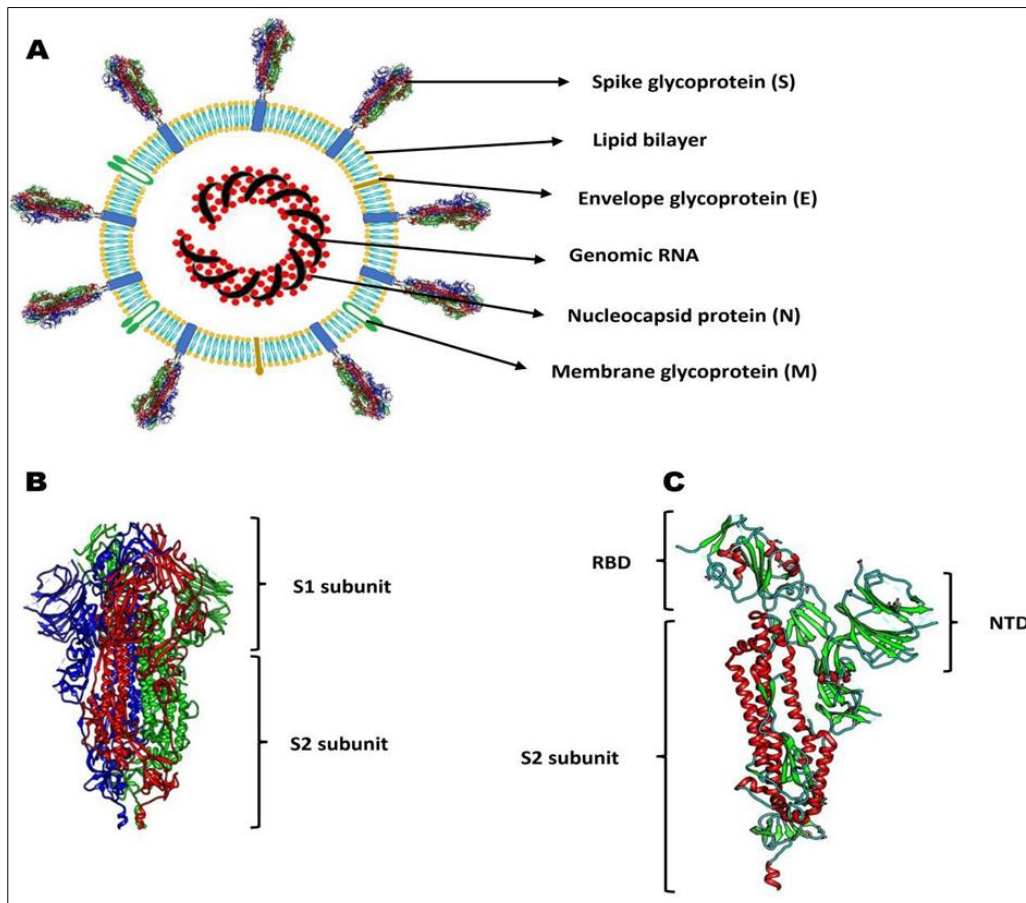 A
Spike glycoprotein (S)
Lipid bilayer
Envelope glycoprotein (E)
Genomic RNA
Nucleocapsid protein (N)
Membrane glycoprotein (M)
B
S1 subunit
S2 subunit
C
RBD
NTD
S2 subunit